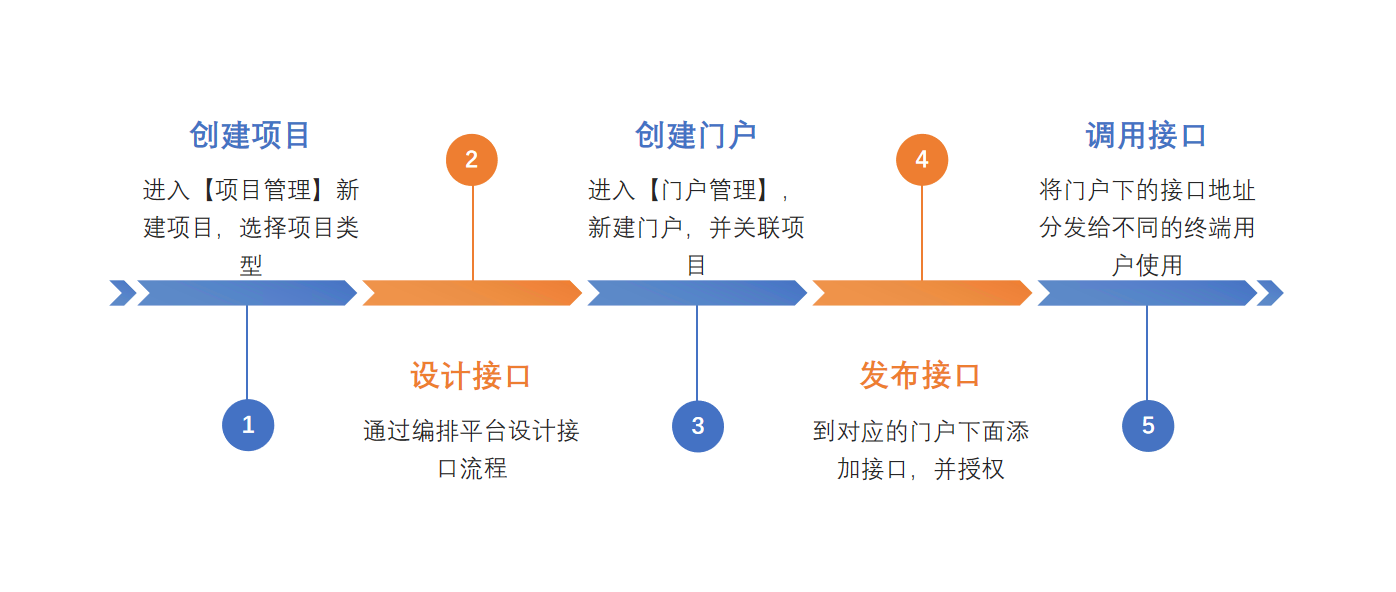 创建项目
进入【项目管理】新
建项目，选择项目类
型
1
2
设计接口
通过编排平台设计接
口流程
创建门户
进入【门户管理】，
新建门户，并关联项
目
3
4
发布接口
到对应的门户下面添
加接口，并授权
调用接口
将门户下的接口地址
分发给不同的终端用
户使用
5